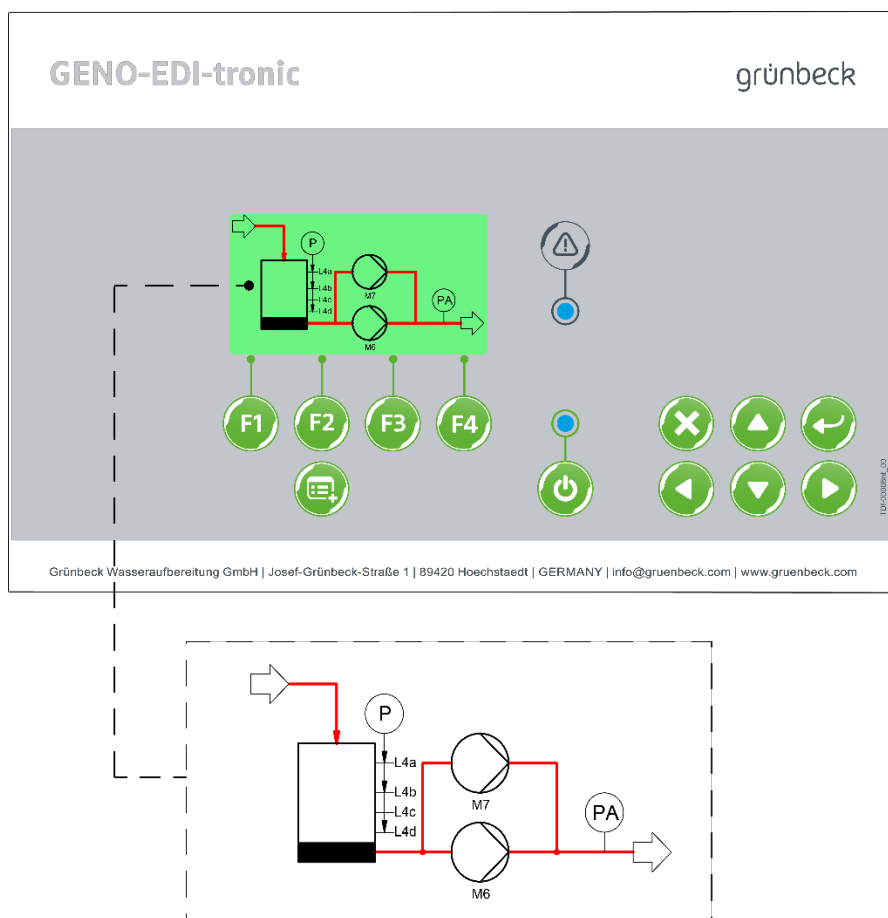 GENO-EDI-tronic
grünbeck
P
L4a
L4b
L4c
L4d
M7
M6
PA
F1
F2
F3
F4
Grünbeck Wasseraufbereitung GmbH | Josef-Grünbeck-Straße 1 | 89420 Hoechstaedt | GERMANY | info@gruenbeck.com | www.gruenbeck.com
P
L4a
L4b
L4c
L4d
M7
PA
M6